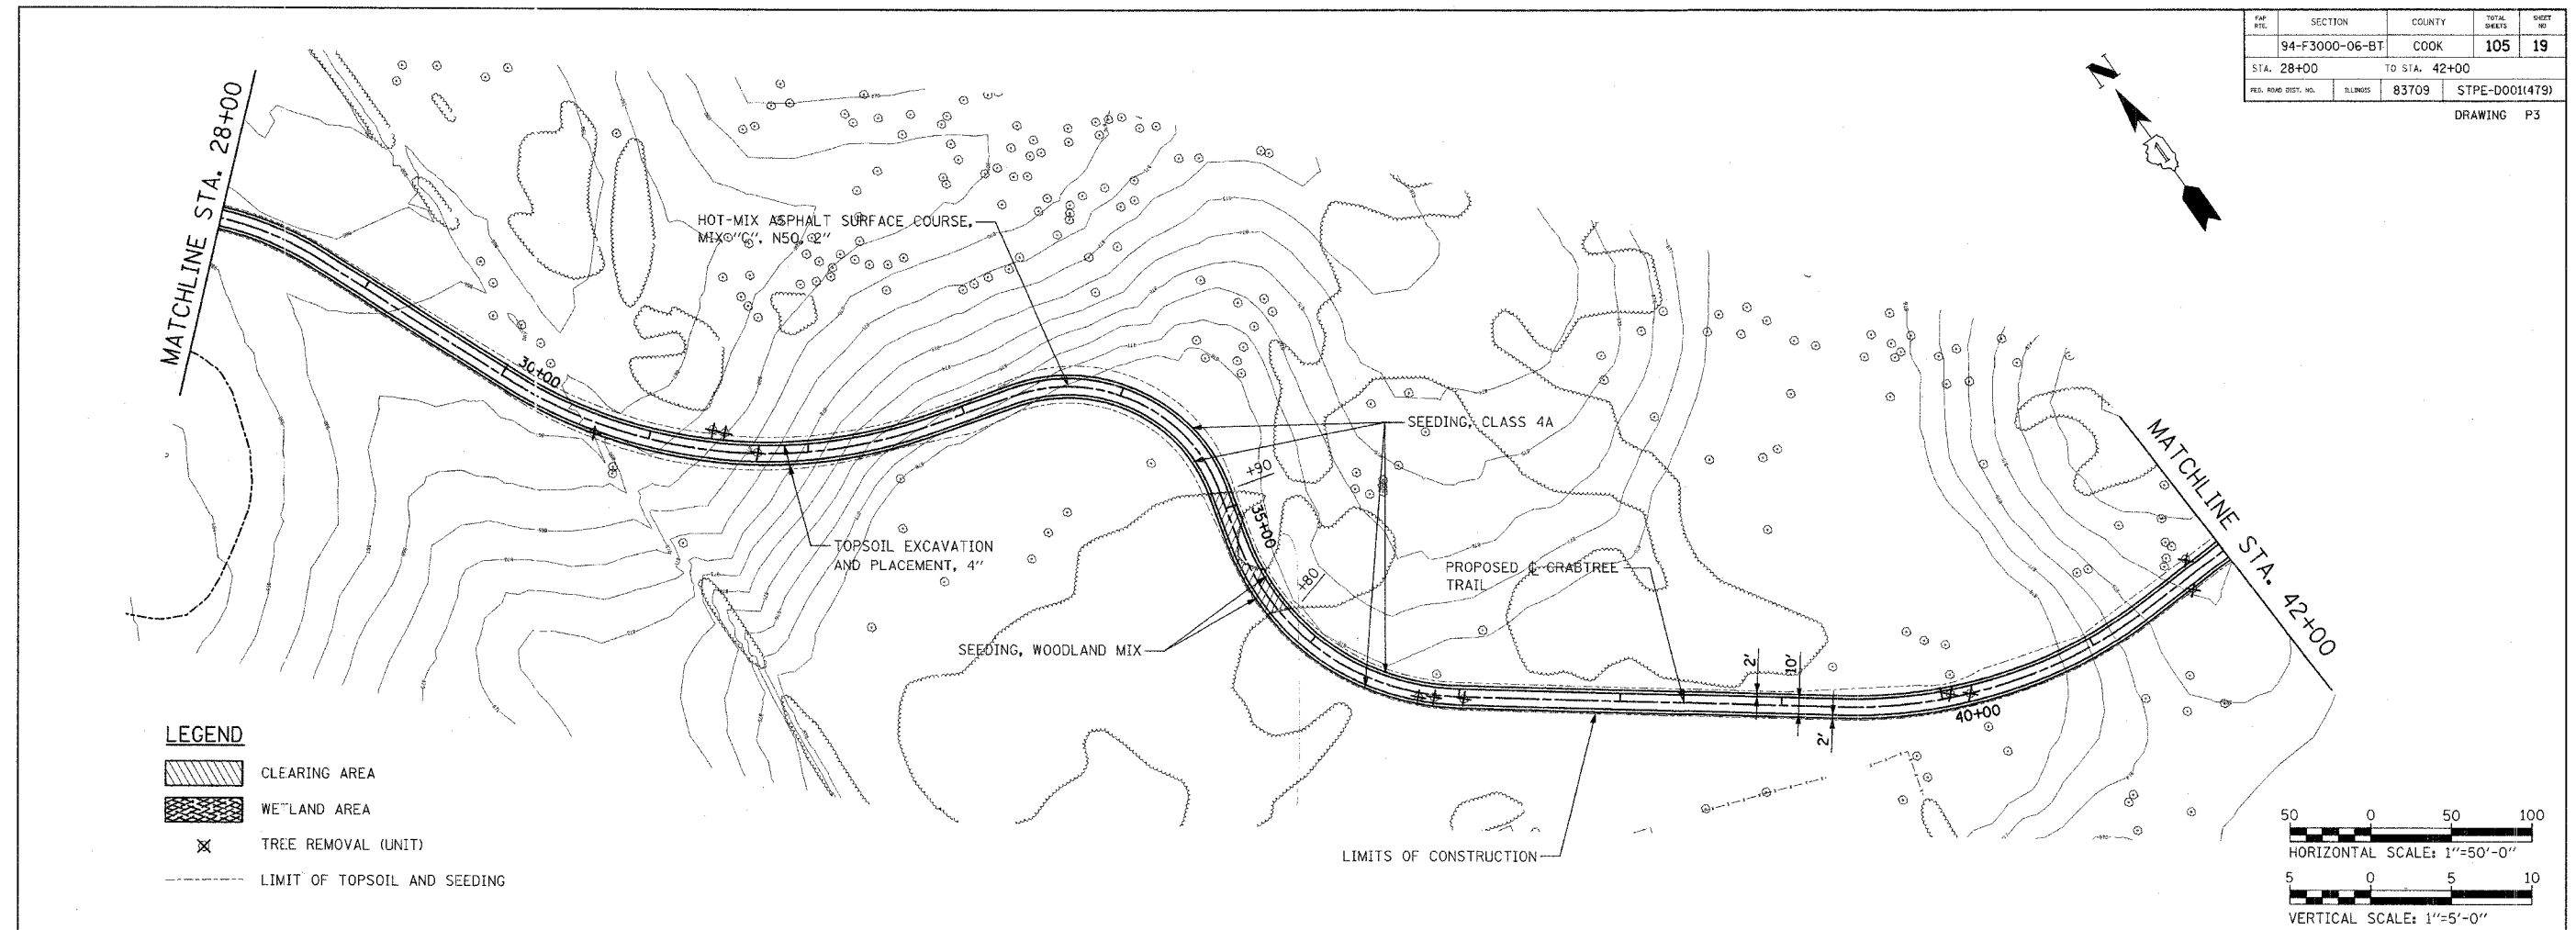 FAP RTE. SECTION COUNTY TOTAL SHEETS SHEET NO
94-F3000-06-BT COOK 105 19
STA. 28+00 TO STA. 42+00
FED. ROAD DIST. NO. ILLINOIS 83709 STPE-D001(479)
DRAWING P3
N
MATCHLINE STA. 28+00
HOT-MIX ASPHALT SURFACE COURSE,
MIX "C", N50, 2"
30+00
SEEDING, CLASS 4A
+90
35+00
+80
TOPSOIL EXCAVATION
AND PLACEMENT, 4"
PROPOSED ℄ CRABTREE
TRAIL
SEEDING, WOODLAND MIX
2'
10'
2'
40+00
MATCHLINE STA. 42+00
LIMITS OF CONSTRUCTION
LEGEND
CLEARING AREA
WETLAND AREA
TREE REMOVAL (UNIT)
LIMIT OF TOPSOIL AND SEEDING
50 0 50 100
HORIZONTAL SCALE: 1"=50'-0"
5 0 5 10
VERTICAL SCALE: 1"=5'-0"